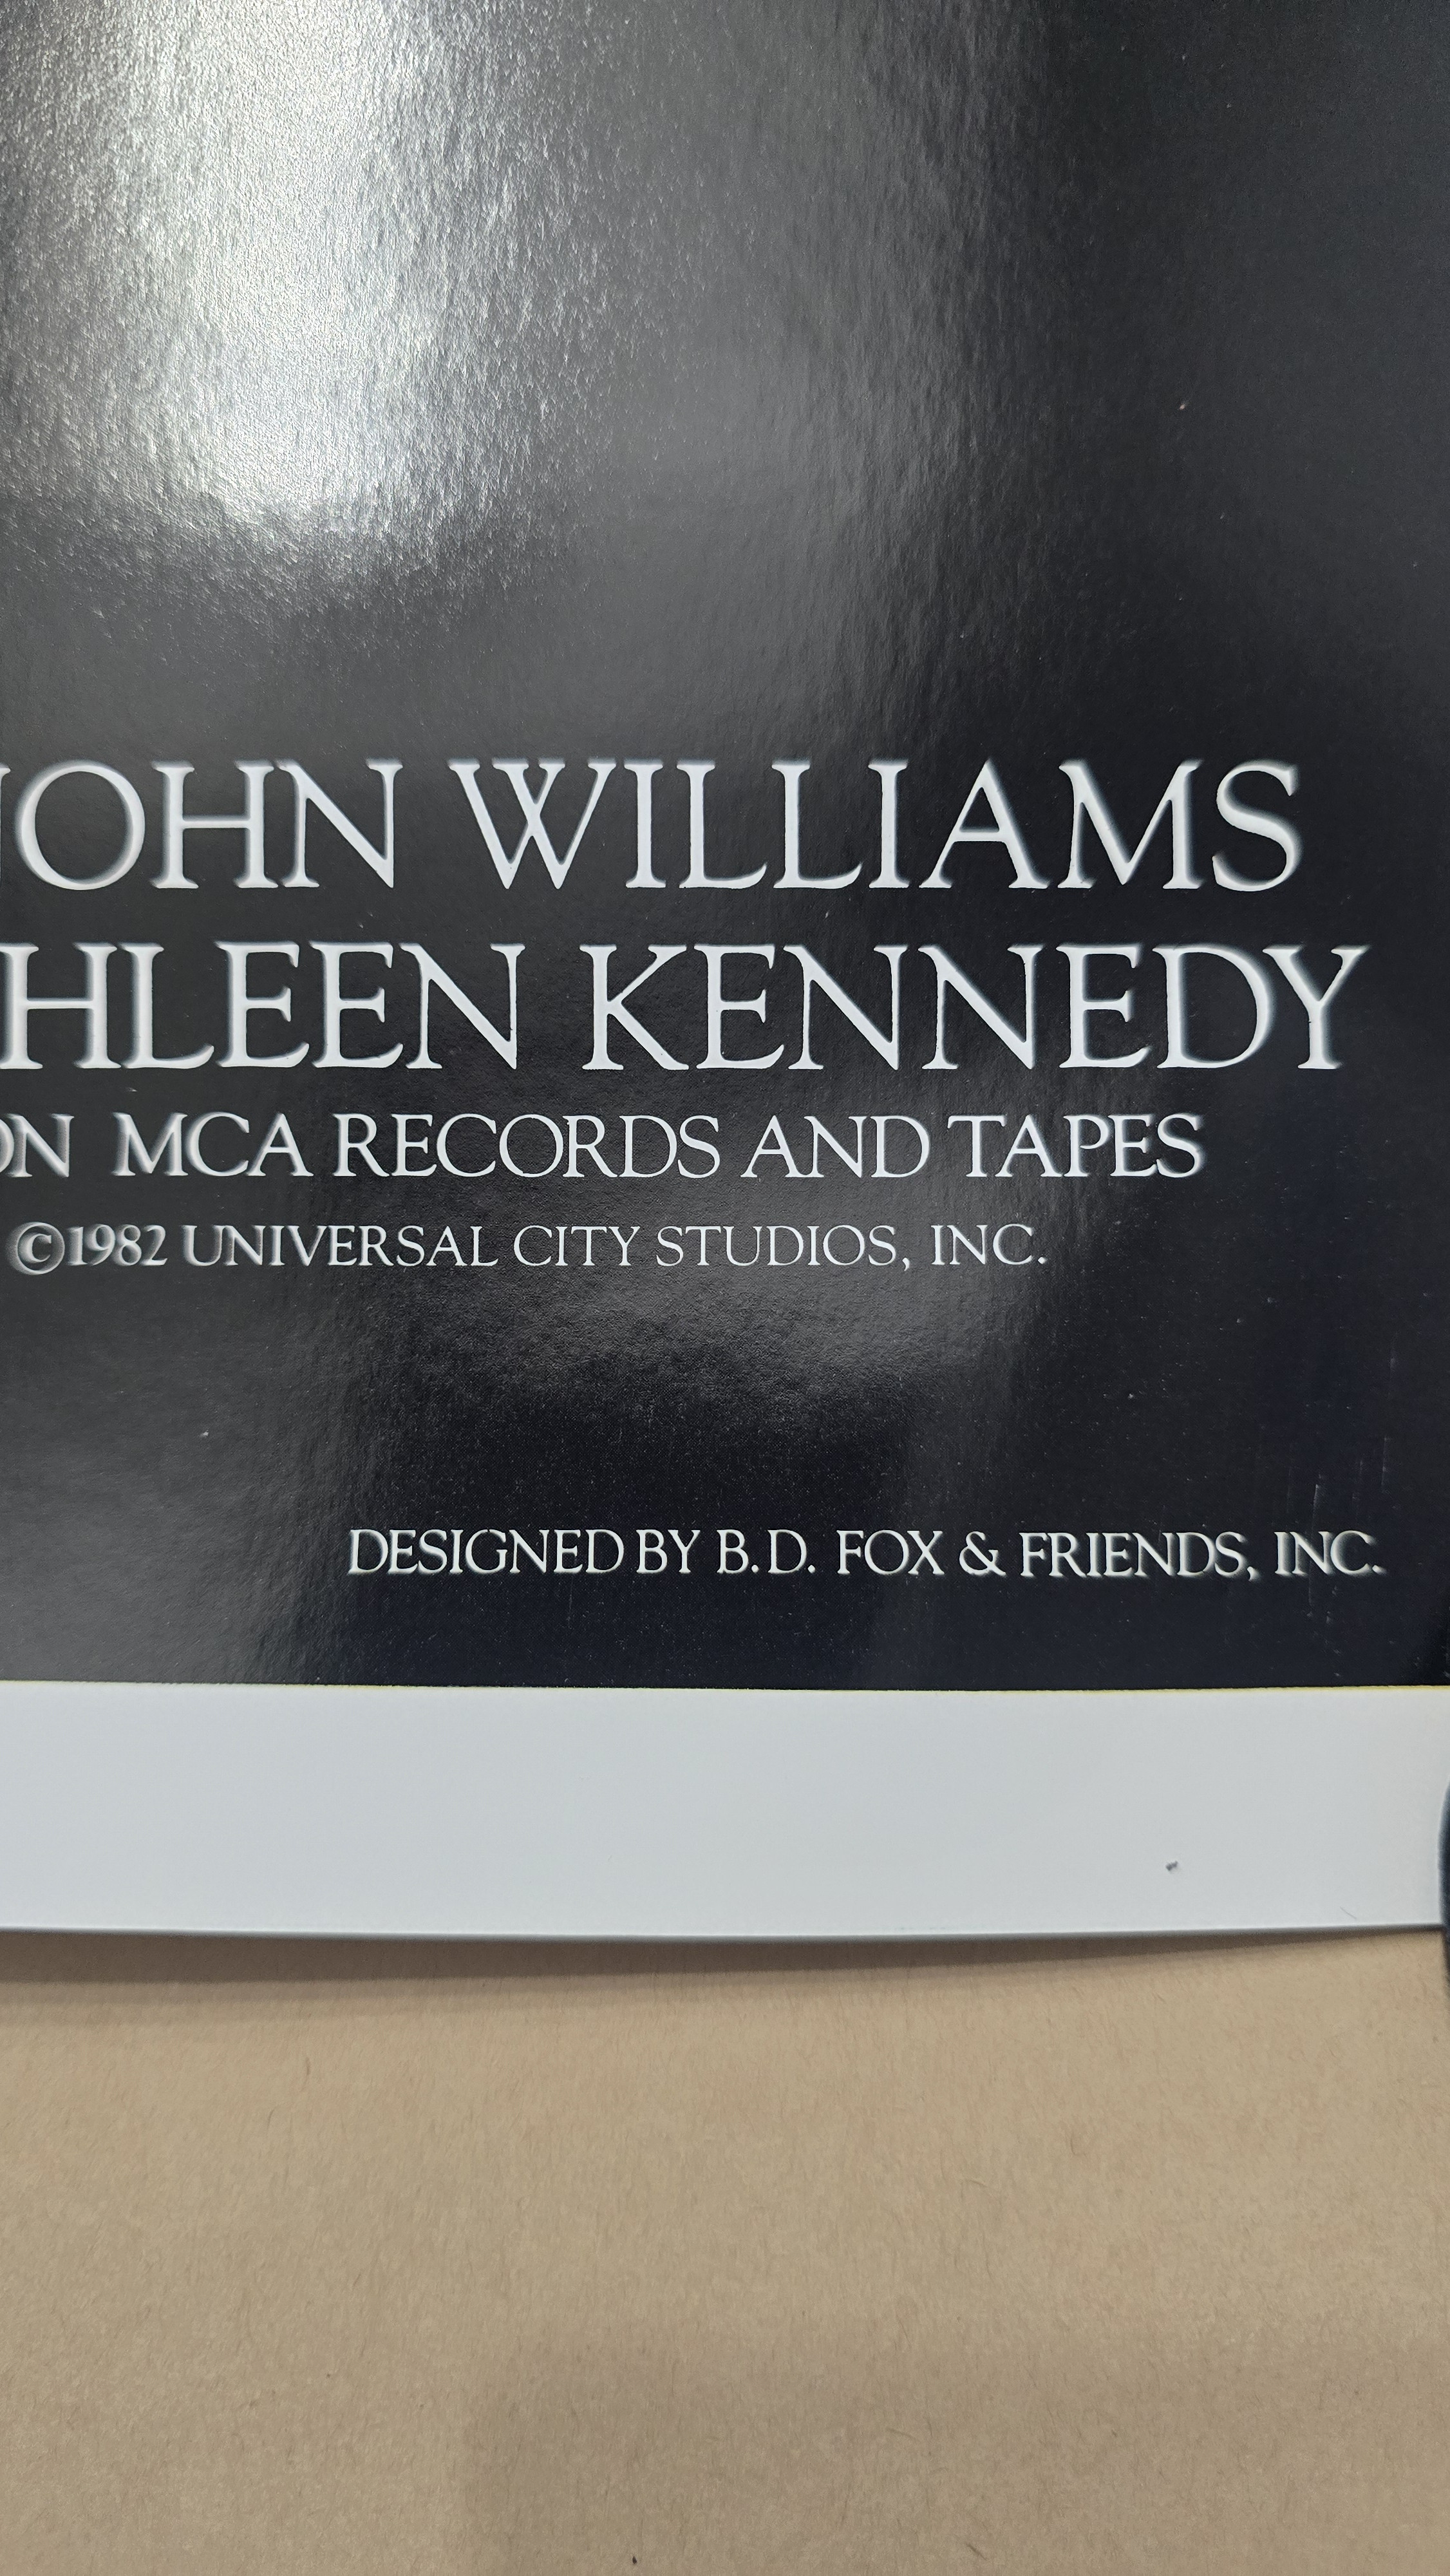 JOHN WILLIAMS
HLEEN KENNEDY
ON MCA RECORDS AND TAPES
©1982 UNIVERSAL CITY STUDIOS, INC.
DESIGNED BY B.D. FOX & FRIENDS, INC.